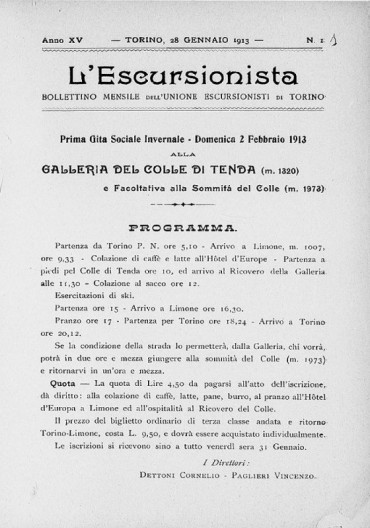 Anno XV — TORINO, 28 GENNAIO 1913 — N. 1
L'Escursionista
BOLLETTINO MENSILE DELL'UNIONE ESCURSIONISTI DI TORINO
Prima Gita Sociale Invernale - Domenica 2 Febbraio 1913
ALLA
GALLERIA DEL COLLE DI TENDA (m. 1320)
e Facoltativa alla Sommità del Colle (m. 1973)
PROGRAMMA.
Partenza da Torino P. N. ore 5,10 - Arrivo a Limone, m. 1007,
ore 9,33 - Colazione di caffè e latte all'Hôtel d'Europe - Partenza a
piedi pel Colle di Tenda ore 10, ed arrivo al Ricovero della Galleria
alle 11,30 - Colazione al sacco ore 12.
Esercitazioni di ski.
Partenza ore 15 - Arrivo a Limone ore 16,30.
Pranzo ore 17 - Partenza per Torino ore 18,24 - Arrivo a Torino
ore 20,12.
Se la condizione della strada lo permetterà, dalla Galleria, chi vorrà,
potrà in due ore e mezza giungere alla sommità del Colle (m. 1973)
e ritornarvi in un'ora e mezza.
Quota — La quota di Lire 4,50 da pagarsi all'atto dell'iscrizione,
dà diritto: alla colazione di caffè, latte, pane, burro, al pranzo all'Hôtel
d'Europa a Limone ed all'ospitalità al Ricovero del Colle.
Il prezzo del biglietto ordinario di terza classe andata e ritorno
Torino-Limone, costa L. 9,50, e dovrà essere acquistato individualmente.
Le iscrizioni si ricevono sino a tutto venerdì sera 31 Gennaio.
I Direttori:
DETTONI CORNELIO - PAGLIERI VINCENZO.